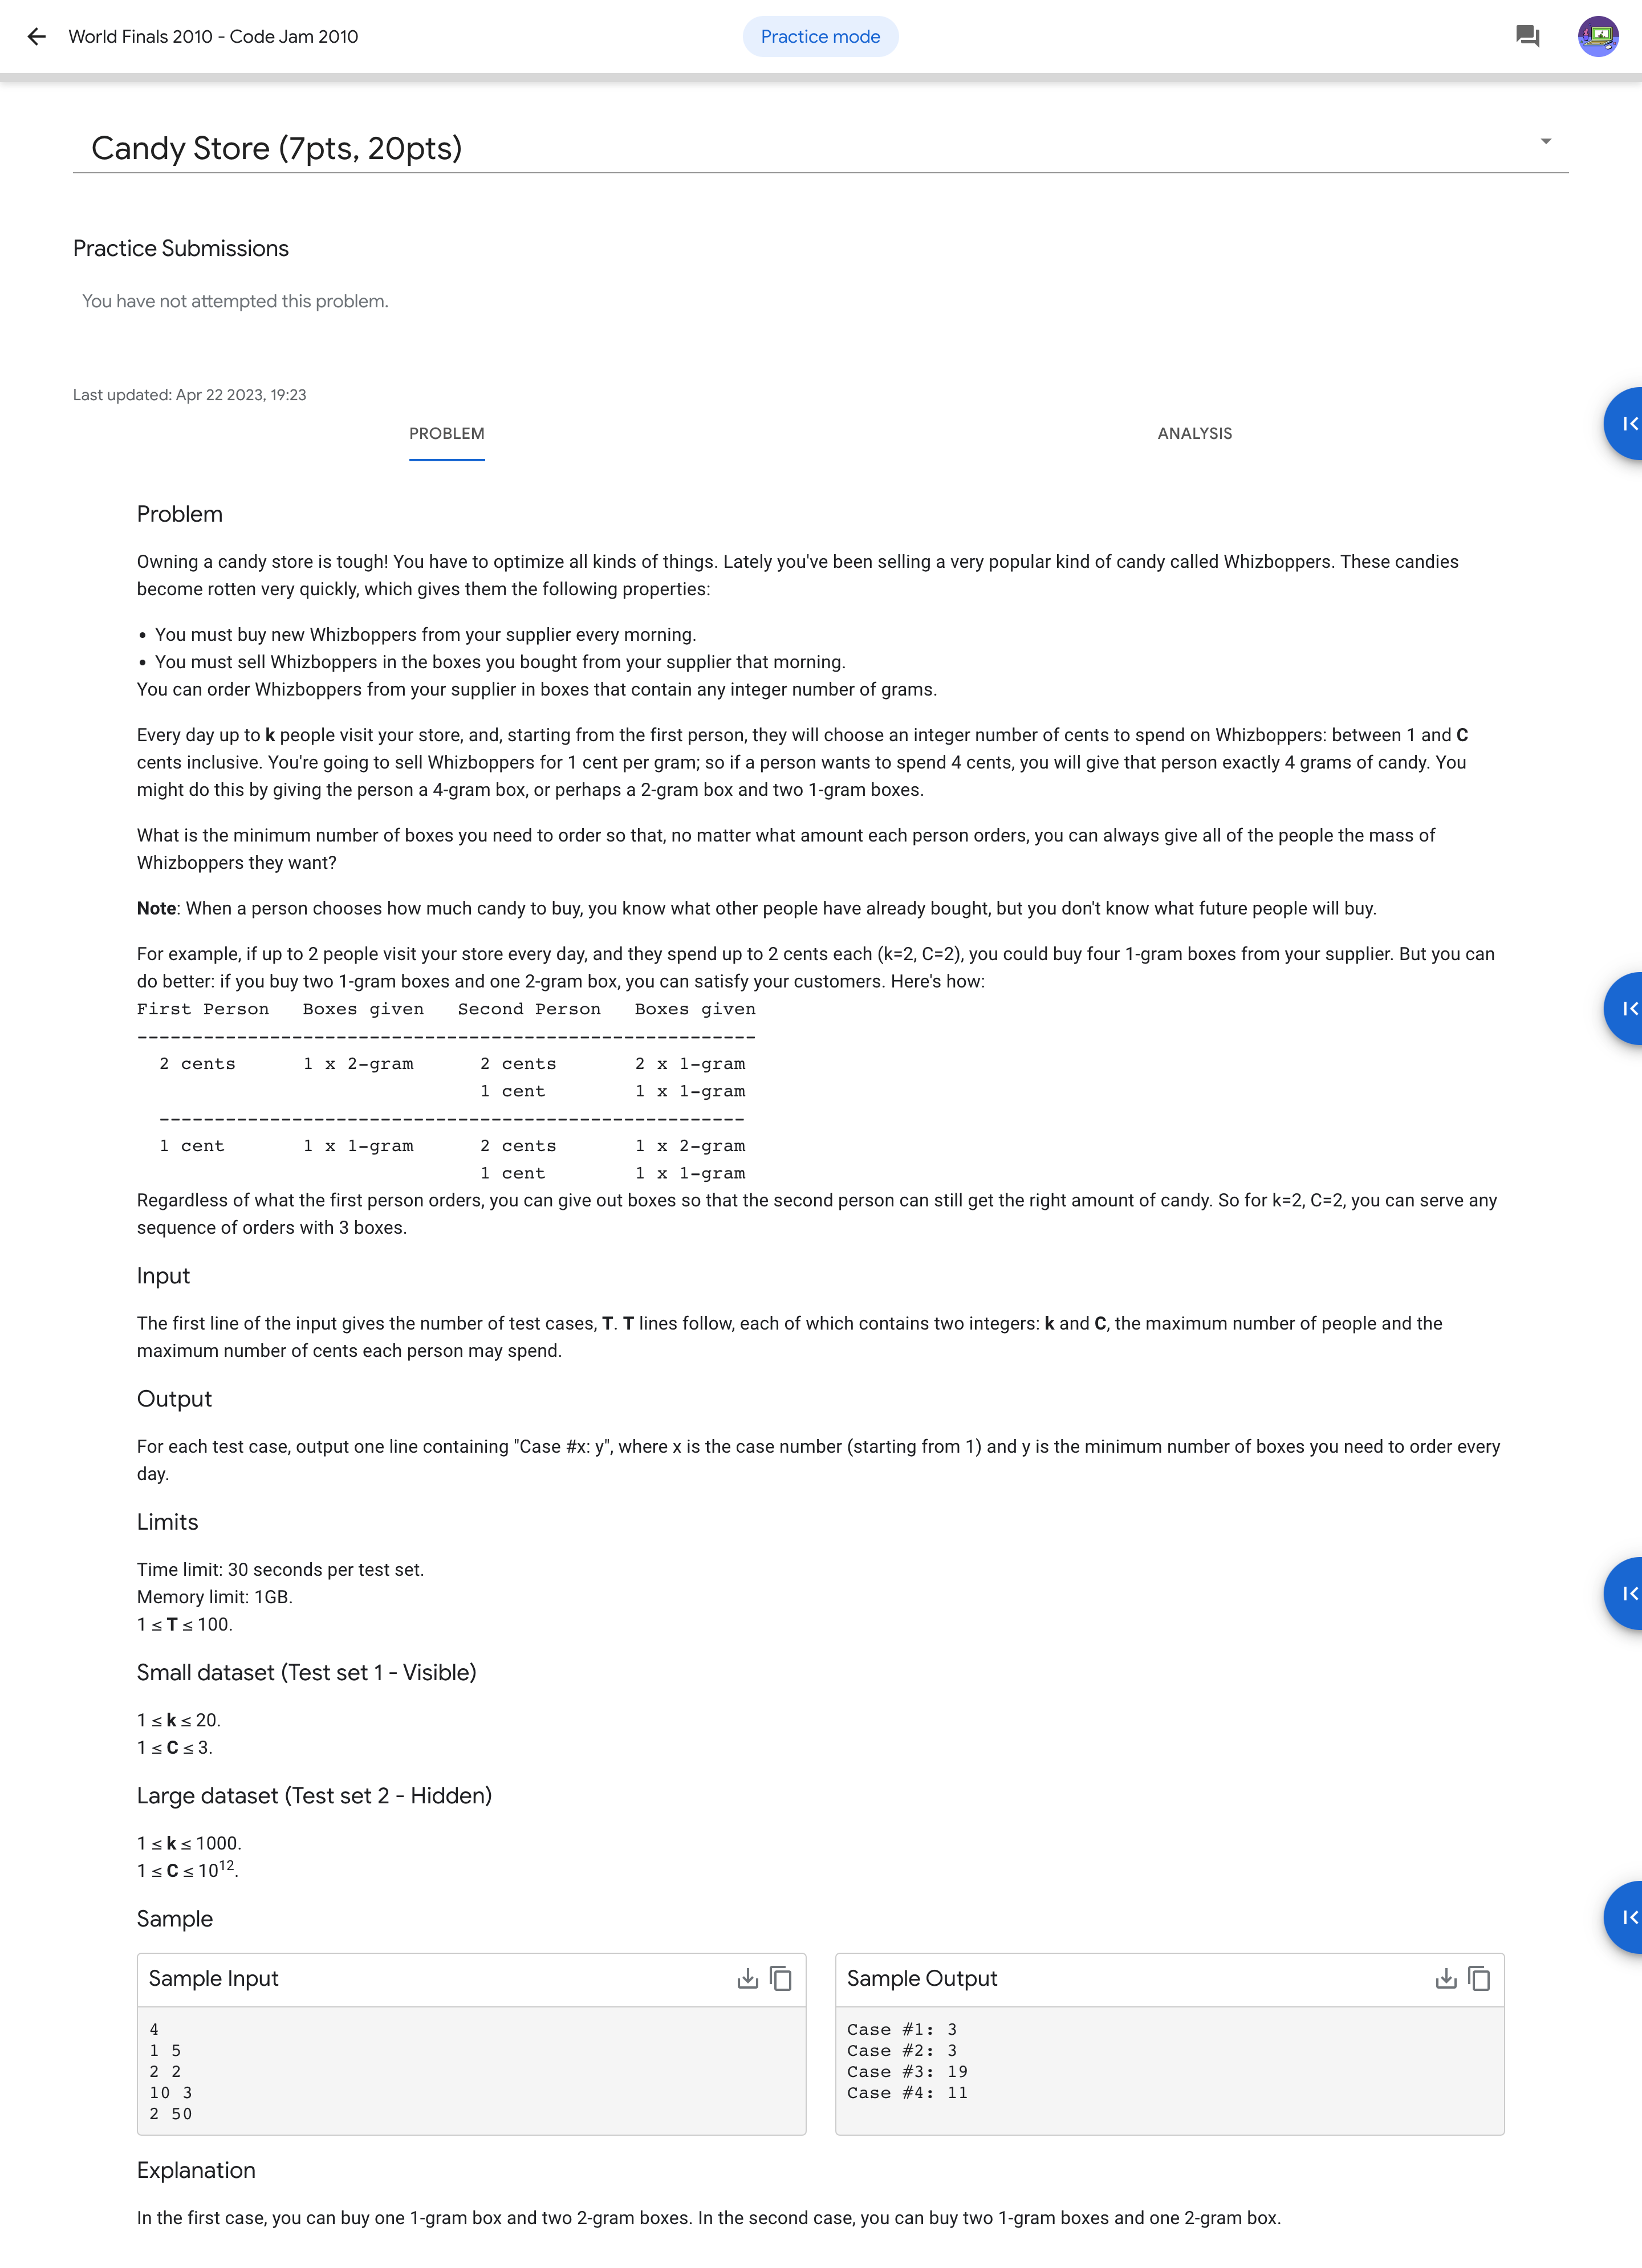 World Finals 2010 - Code Jam 2010
Practice mode
Candy Store (7pts, 20pts)
Practice Submissions
You have not attempted this problem.
Last updated: Apr 22 2023, 19:23
PROBLEM
ANALYSIS
Problem
Owning a candy store is tough! You have to optimize all kinds of things. Lately you've been selling a very popular kind of candy called Whizboppers. These candies
become rotten very quickly, which gives them the following properties:
• You must buy new Whizboppers from your supplier every morning.
• You must sell Whizboppers in the boxes you bought from your supplier that morning.
You can order Whizboppers from your supplier in boxes that contain any integer number of grams.
Every day up to k people visit your store, and, starting from the first person, they will choose an integer number of cents to spend on Whizboppers: between 1 and C
cents inclusive. You're going to sell Whizboppers for 1 cent per gram; so if a person wants to spend 4 cents, you will give that person exactly 4 grams of candy. You
might do this by giving the person a 4-gram box, or perhaps a 2-gram box and two 1-gram boxes.
What is the minimum number of boxes you need to order so that, no matter what amount each person orders, you can always give all of the people the mass of
Whizboppers they want?
Note: When a person chooses how much candy to buy, you know what other people have already bought, but you don't know what future people will buy.
For example, if up to 2 people visit your store every day, and they spend up to 2 cents each (k=2, C=2), you could buy four 1-gram boxes from your supplier. But you can
do better: if you buy two 1-gram boxes and one 2-gram box, you can satisfy your customers. Here's how:
First Person   Boxes given   Second Person   Boxes given
--------------------------------------------------------
  2 cents      1 x 2-gram      2 cents       2 x 1-gram
                               1 cent        1 x 1-gram
  -----------------------------------------------------
  1 cent       1 x 1-gram      2 cents       1 x 2-gram
                               1 cent        1 x 1-gram
Regardless of what the first person orders, you can give out boxes so that the second person can still get the right amount of candy. So for k=2, C=2, you can serve any
sequence of orders with 3 boxes.
Input
The first line of the input gives the number of test cases, T. T lines follow, each of which contains two integers: k and C, the maximum number of people and the
maximum number of cents each person may spend.
Output
For each test case, output one line containing "Case #x: y", where x is the case number (starting from 1) and y is the minimum number of boxes you need to order every
day.
Limits
Time limit: 30 seconds per test set.
Memory limit: 1GB.
1 ≤ T ≤ 100.
Small dataset (Test set 1 - Visible)
1 ≤ k ≤ 20.
1 ≤ C ≤ 3.
Large dataset (Test set 2 - Hidden)
1 ≤ k ≤ 1000.
1 ≤ C ≤ 10¹².
Sample
Sample Input
4
1 5
2 2
10 3
2 50
Sample Output
Case #1: 3
Case #2: 3
Case #3: 19
Case #4: 11
Explanation
In the first case, you can buy one 1-gram box and two 2-gram boxes. In the second case, you can buy two 1-gram boxes and one 2-gram box.